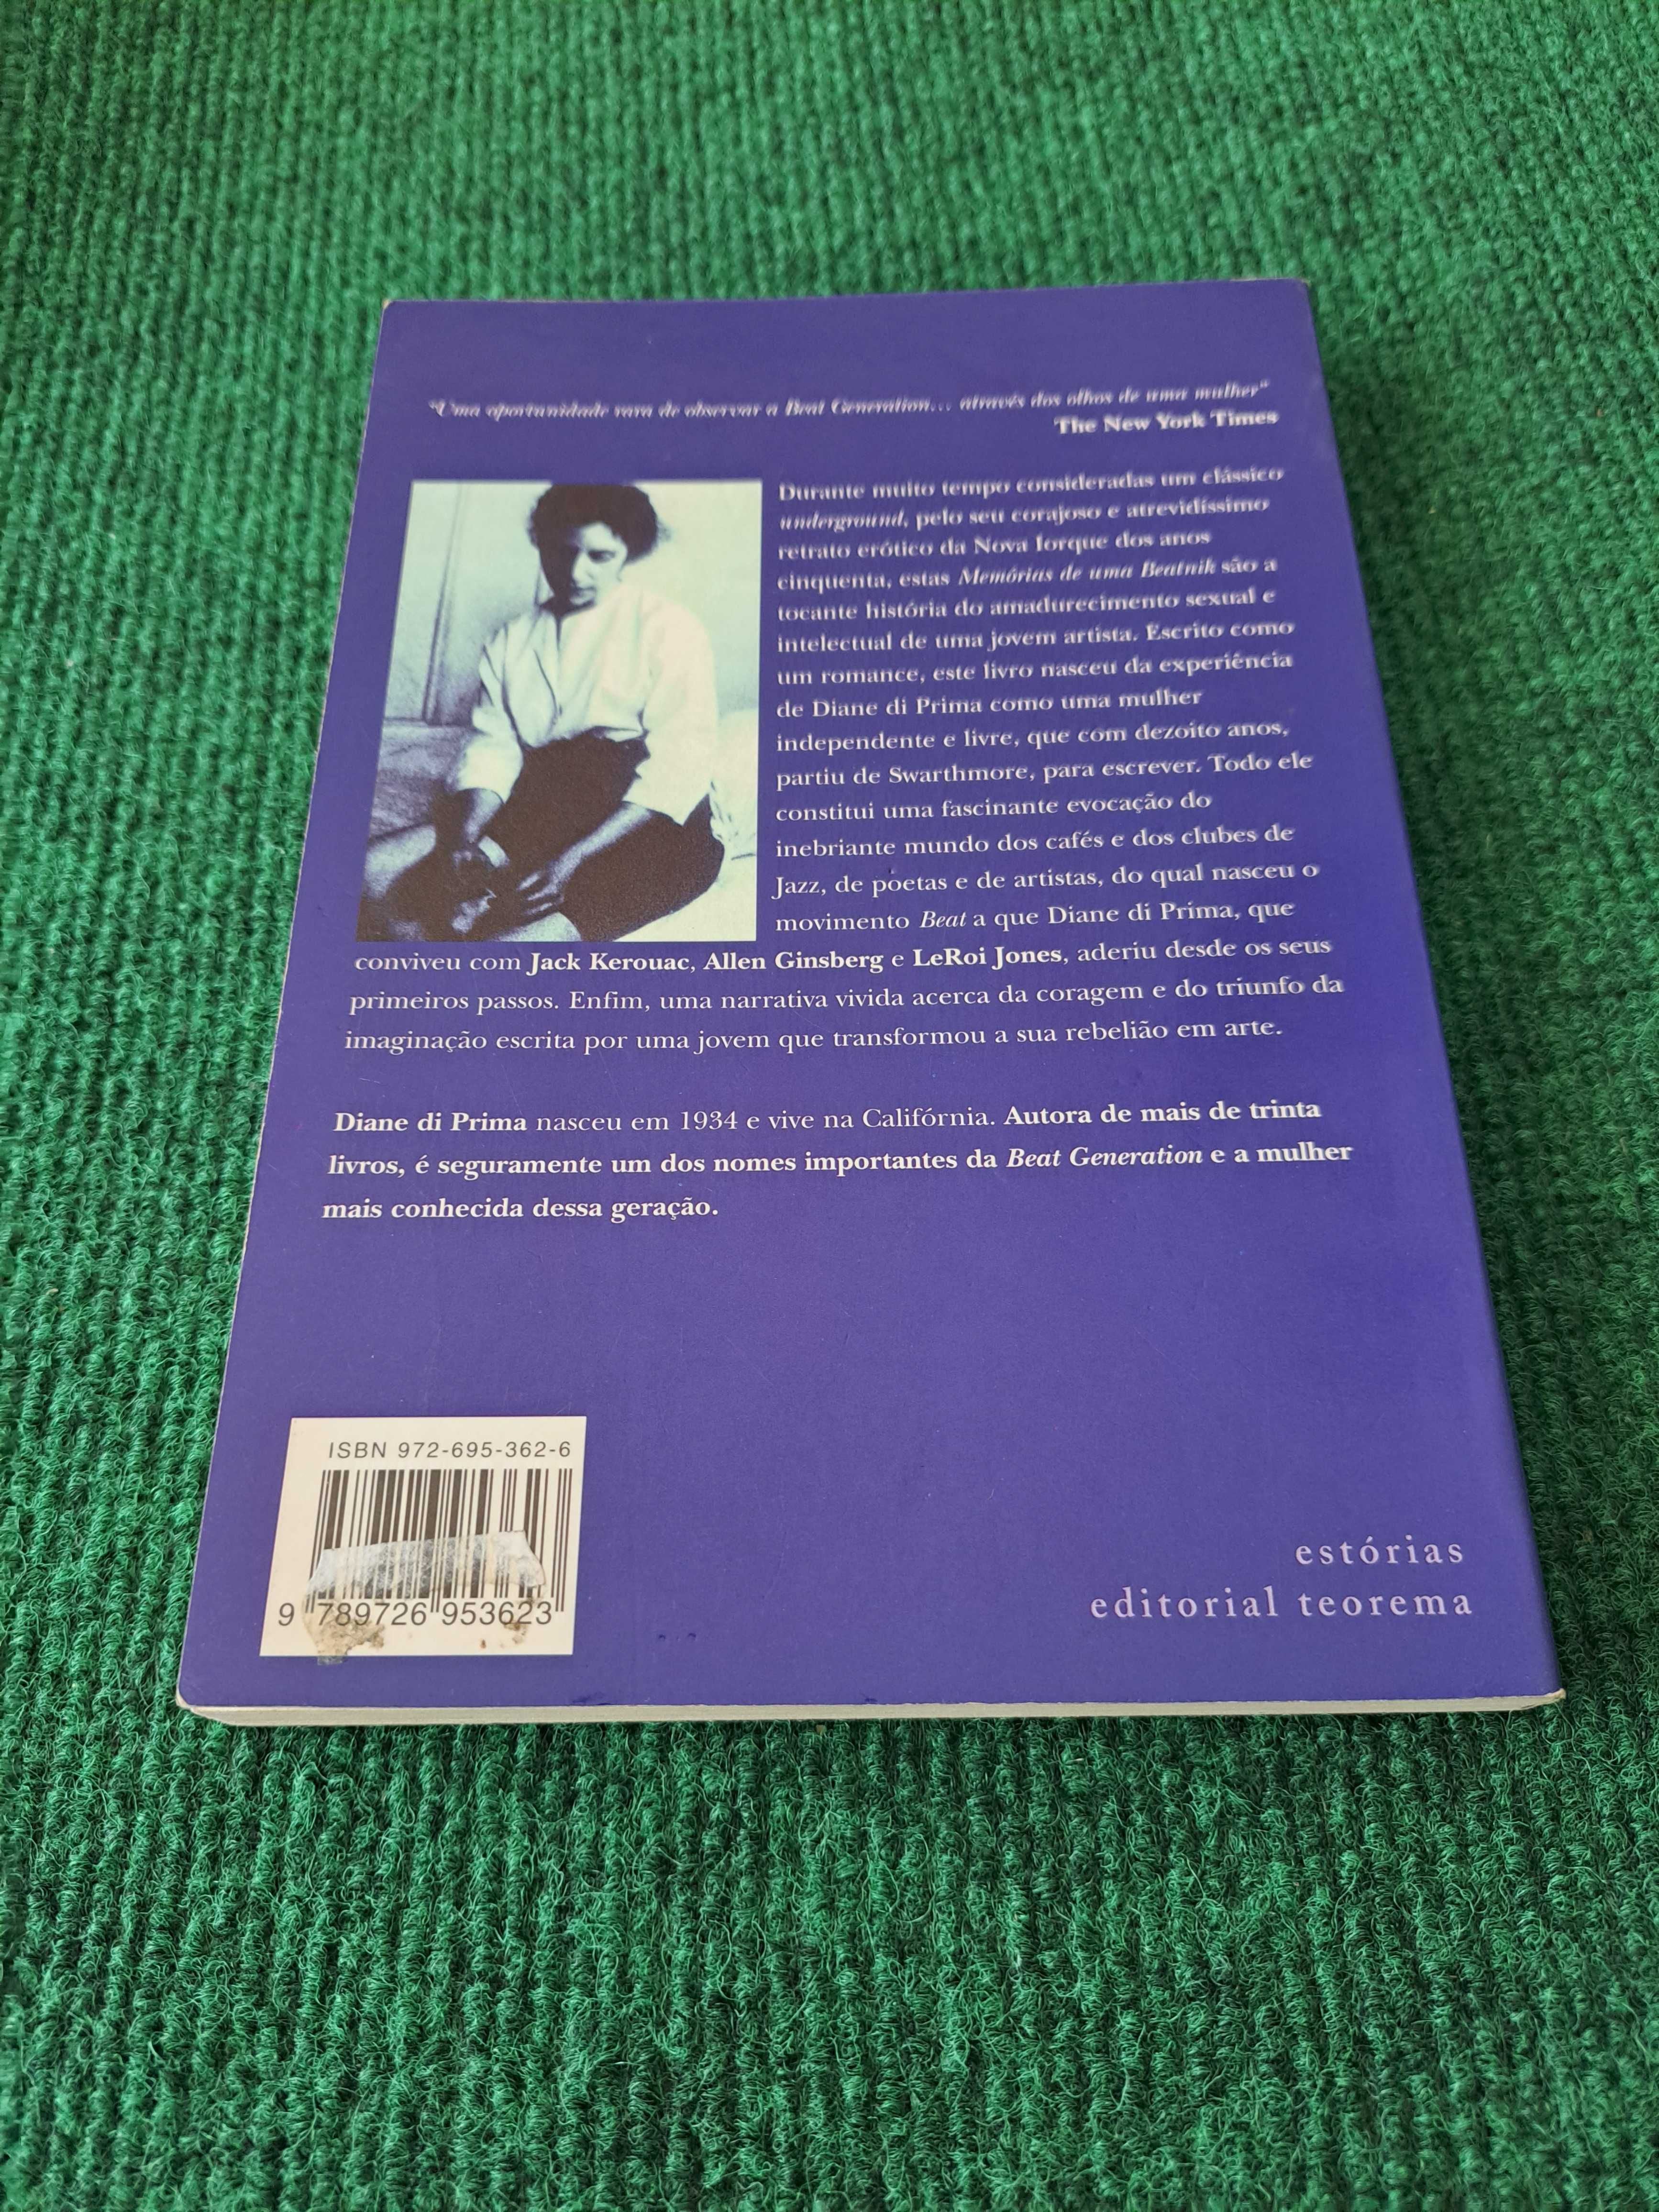 "Uma oportunidade rara de observar a Beat Generation... através dos olhos de uma mulher"
The New York Times
Durante muito tempo consideradas um clássico
underground, pelo seu corajoso e atrevidíssimo
retrato erótico da Nova Iorque dos anos
cinquenta, estas Memórias de uma Beatnik são a
tocante história do amadurecimento sexual e
intelectual de uma jovem artista. Escrito como
um romance, este livro nasceu da experiência
de Diane di Prima como uma mulher
independente e livre, que com dezoito anos,
partiu de Swarthmore, para escrever. Todo ele
constitui uma fascinante evocação do
inebriante mundo dos cafés e dos clubes de
Jazz, de poetas e de artistas, do qual nasceu o
movimento Beat a que Diane di Prima, que
conviveu com Jack Kerouac, Allen Ginsberg e LeRoi Jones, aderiu desde os seus
primeiros passos. Enfim, uma narrativa vivida acerca da coragem e do triunfo da
imaginação escrita por uma jovem que transformou a sua rebelião em arte.
Diane di Prima nasceu em 1934 e vive na Califórnia. Autora de mais de trinta
livros, é seguramente um dos nomes importantes da Beat Generation e a mulher
mais conhecida dessa geração.
ISBN 972-695-362-6
9 789726 953623
estórias
editorial teorema